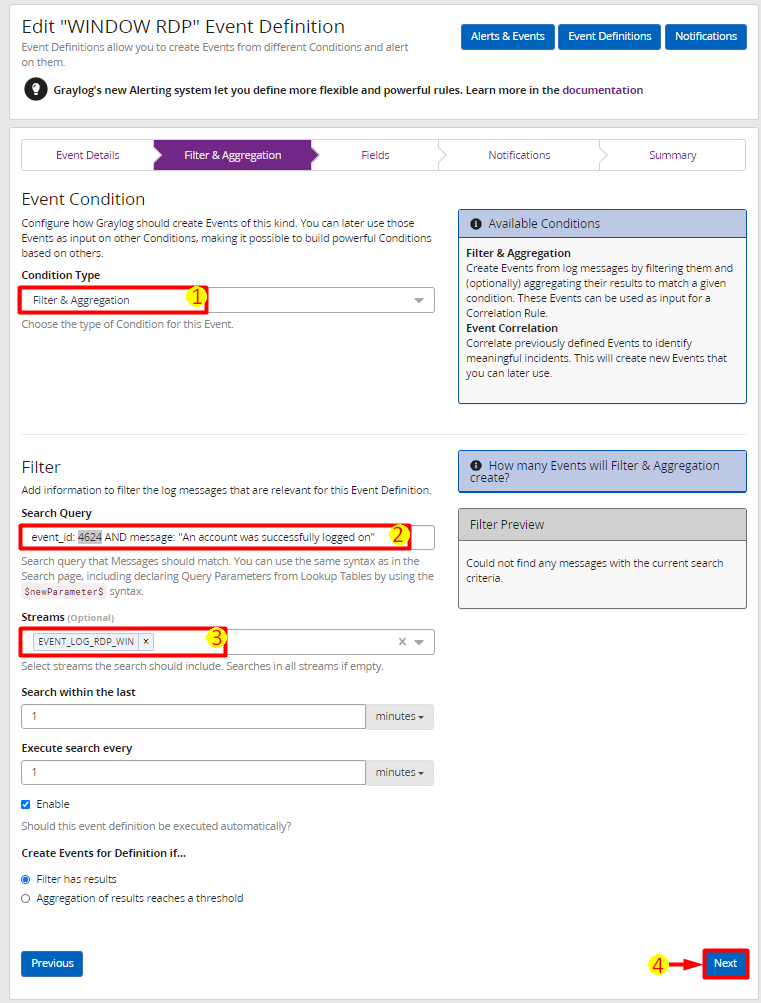 Edit "WINDOW RDP" Event Definition
Event Definitions allow you to create Events from different Conditions and alert
on them.
Alerts & Events
Event Definitions
Notifications
Graylog's new Alerting system let you define more flexible and powerful rules. Learn more in the documentation
Event Details
Filter & Aggregation
Fields
Notifications
Summary
Event Condition
Configure how Graylog should create Events of this kind. You can later use those
Events as input on other Conditions, making it possible to build powerful Conditions
based on others.
Condition Type
Filter & Aggregation
1
Choose the type of Condition for this Event.
Available Conditions
Filter & Aggregation
Create Events from log messages by filtering them and
(optionally) aggregating their results to match a given
condition. These Events can be used as input for a
Correlation Rule.
Event Correlation
Correlate previously defined Events to identify
meaningful incidents. This will create new Events that
you can later use.
Filter
Add information to filter the log messages that are relevant for this Event Definition.
Search Query
event_id: 4624 AND message: "An account was successfully logged on"
2
Search query that Messages should match. You can use the same syntax as in the
Search page, including declaring Query Parameters from Lookup Tables by using the
$newParameter$ syntax.
Streams (Optional)
EVENT_LOG_RDP_WIN ×
3
×
Select streams the search should include. Searches in all streams if empty.
Search within the last
1
minutes
Execute search every
1
minutes
Enable
Should this event definition be executed automatically?
Create Events for Definition if...
Filter has results
Aggregation of results reaches a threshold
How many Events will Filter & Aggregation
create?
Filter Preview
Could not find any messages with the current search
criteria.
Previous
4
Next